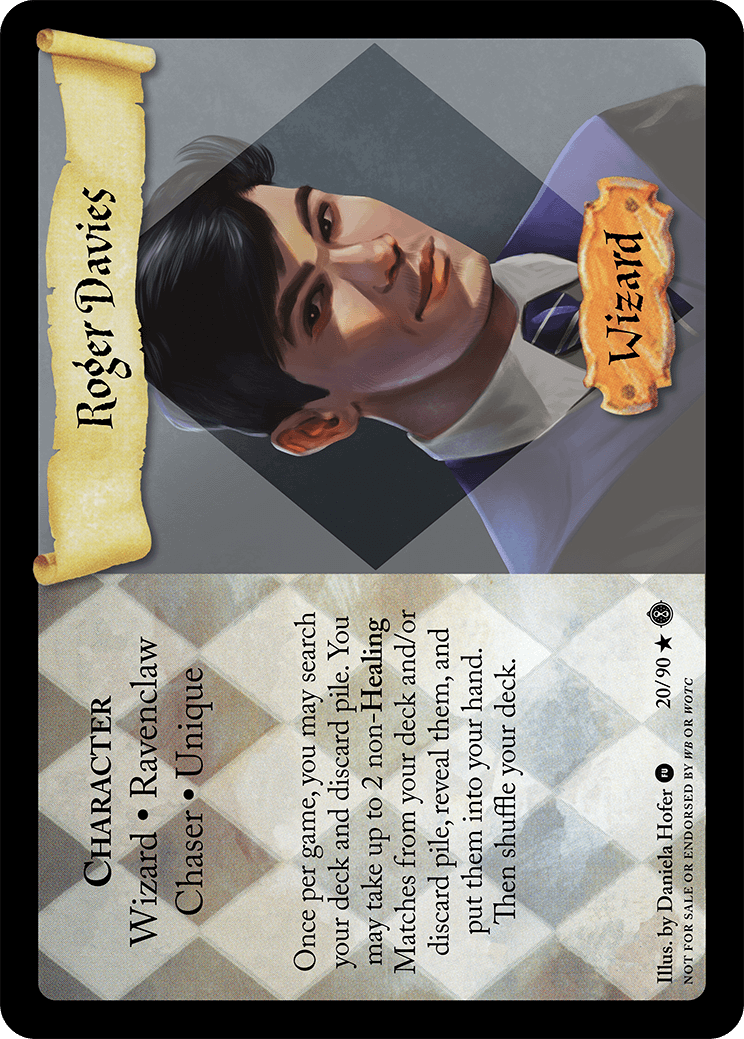 Roger Davies
Wizard
CHARACTER
Wizard • Ravenclaw
Chaser • Unique
Once per game, you may search
your deck and discard pile. You
may take up to 2 non-Healing
Matches from your deck and/or
discard pile, reveal them, and
put them into your hand.
Then shuffle your deck.
Illus. by Daniela Hofer FU 20/90 ★
NOT FOR SALE OR ENDORSED BY WB OR WOTC